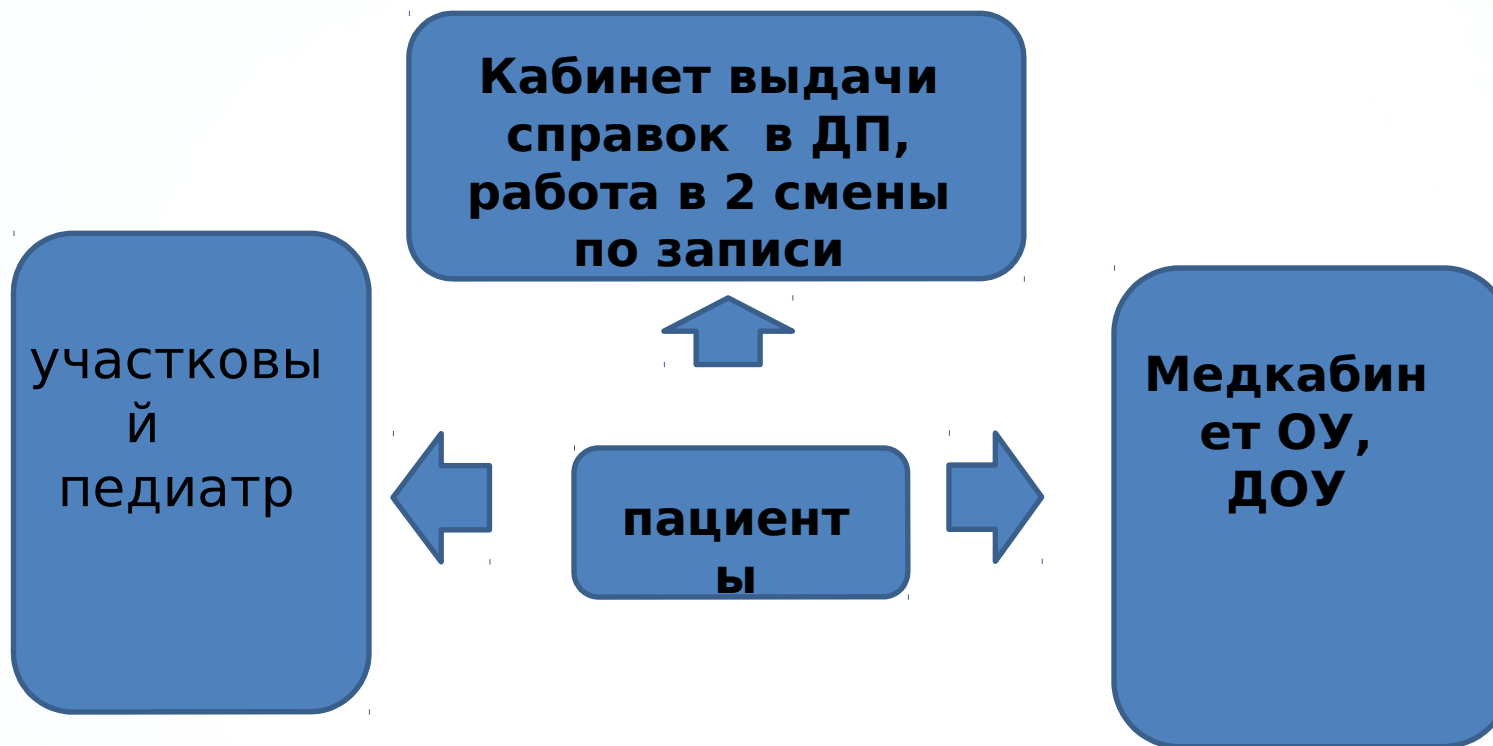 Кабинет выдачи
справок в ДП,
работа в 2 смены
по записи
участковы
й
педиатр
Медкабин
ет ОУ,
ДОУ
пациент
ы